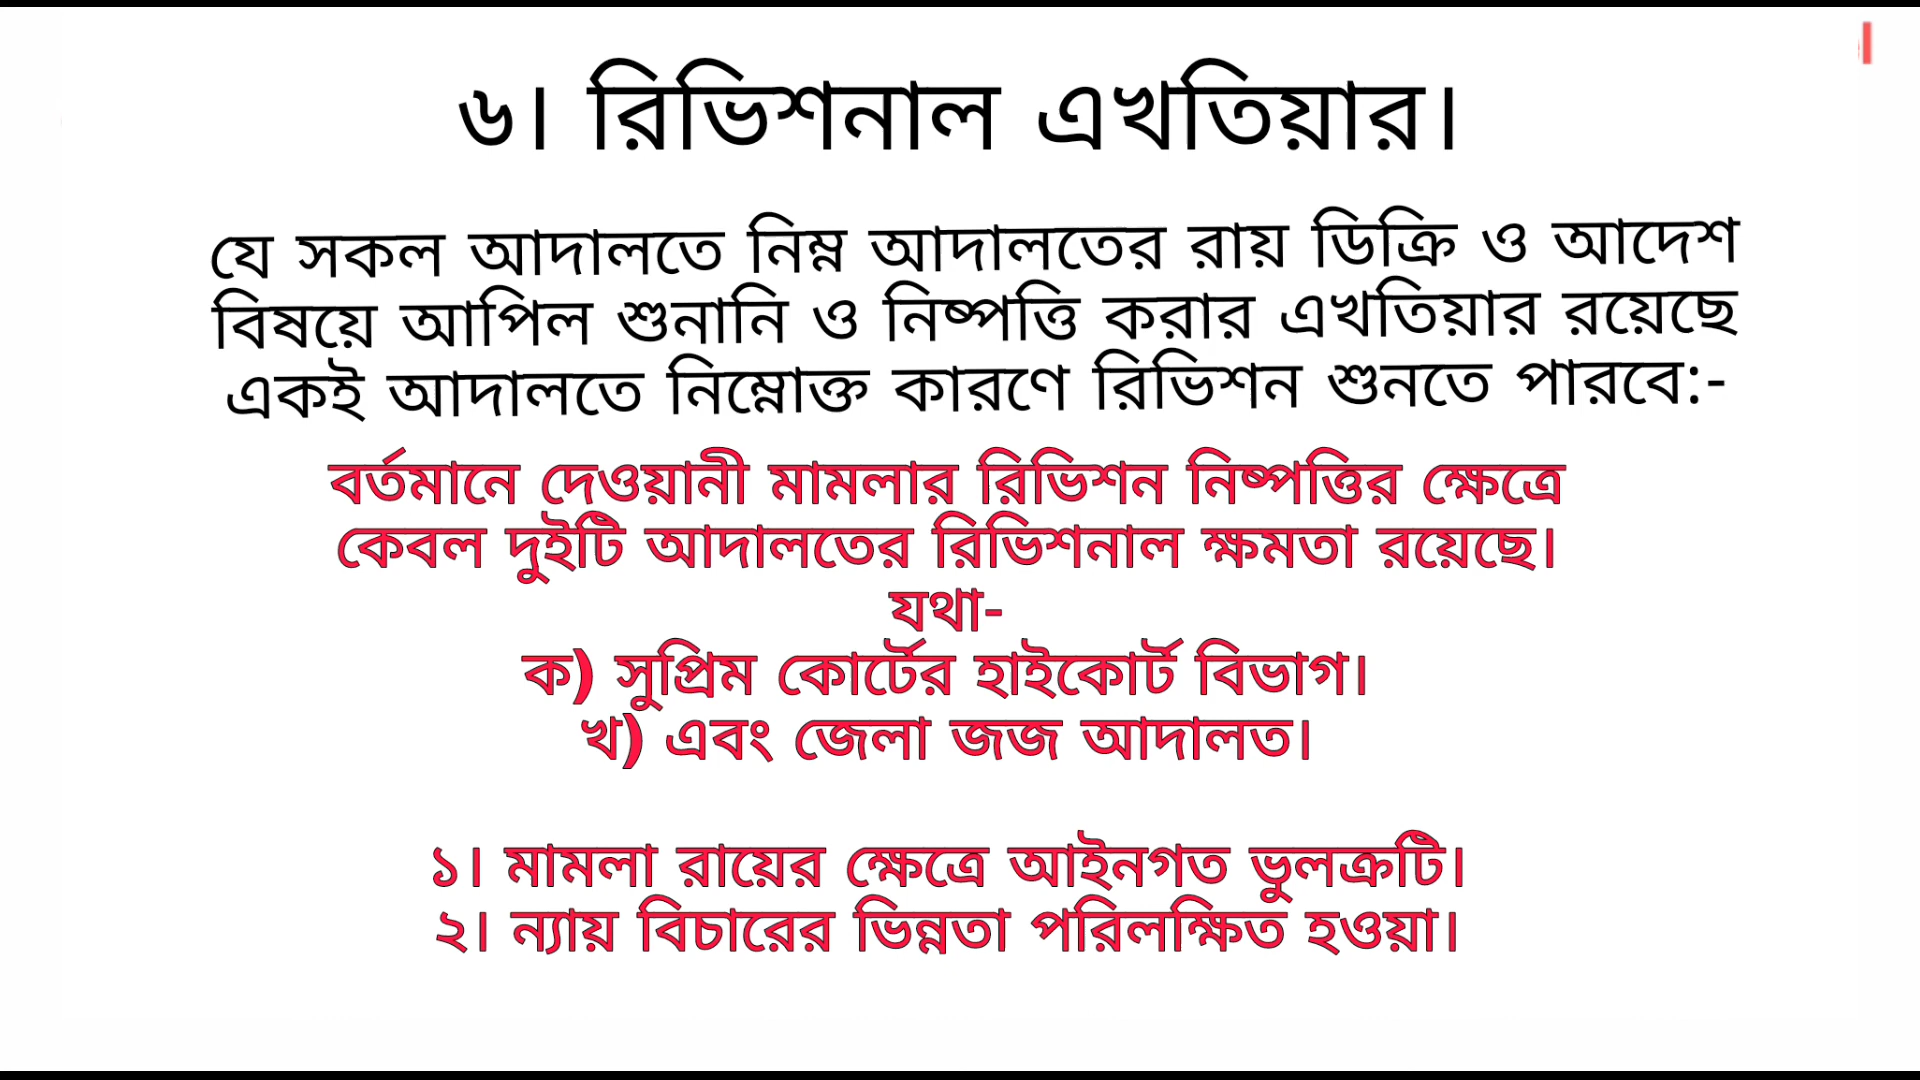 ৬। রিভিশনাল এখতিয়ার।
যে সকল আদালতে নিম্ন আদালতের রায় ডিক্রি ও আদেশ
বিষয়ে আপিল শুনানি ও নিষ্পত্তি করার এখতিয়ার রয়েছে
একই আদালতে নিম্নোক্ত কারণে রিভিশন শুনতে পারবে:-
বর্তমানে দেওয়ানী মামলার রিভিশন নিষ্পত্তির ক্ষেত্রে
কেবল দুইটি আদালতের রিভিশনাল ক্ষমতা রয়েছে।
যথা-
ক) সুপ্রিম কোর্টের হাইকোর্ট বিভাগ।
খ) এবং জেলা জজ আদালত।
১। মামলা রায়ের ক্ষেত্রে আইনগত ভুলক্রটি।
২। ন্যায় বিচারের ভিন্নতা পরিলক্ষিত হওয়া।